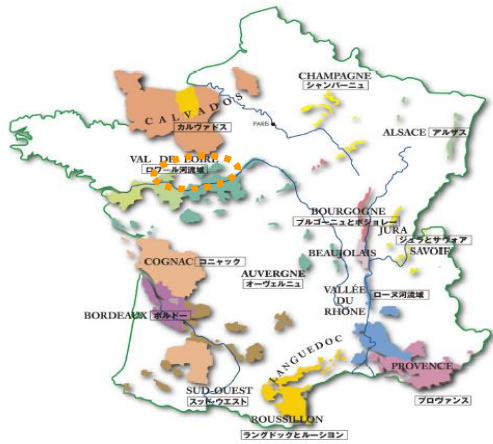 CHAMPAGNE
シャンパーニュ
CALVADOS
カルヴァドス
PARIS
ALSACE アルザス
VAL DE LOIRE
ロワール河流域
BOURGOGNE
ブルゴーニュとボジョレー
JURA
ジュラとサヴォア
SAVOIE
BEAUJOLAIS
COGNAC コニャック
AUVERGNE
オーヴェルニュ
VALLÉE
DU
RHÔNE
ローヌ河流域
BORDEAUX ボルドー
LANGUEDOC
PROVENCE
プロヴァンス
SUD-OUEST
スッド・ウエスト
ROUSSILLON
ラングドックとルーシヨン